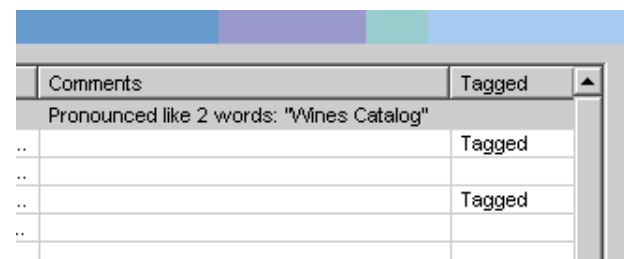 Comments Tagged
Pronounced like 2 words: "Wines Catalog"
.. Tagged
..
.. Tagged
..